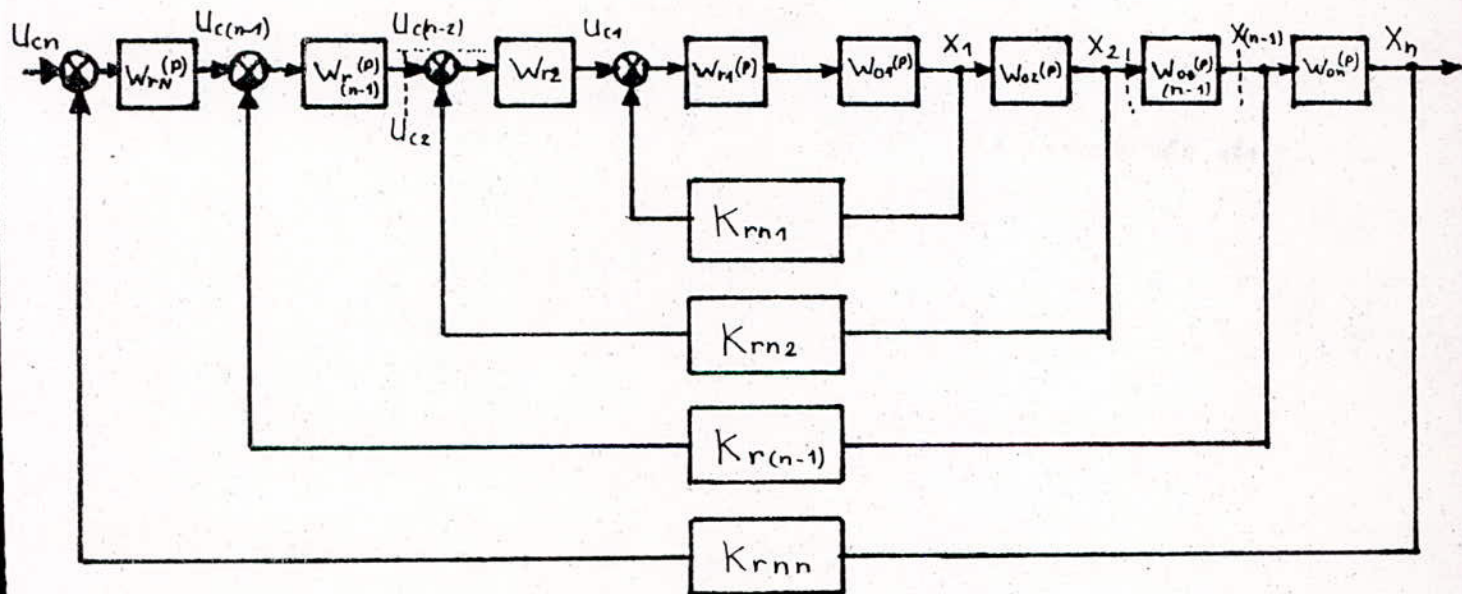 Ucn
WrN(p)
Uc(n-1)
Wr(p)(n-1)
Uc(n-2)
Uc2
Wr2
Uc1
Wr1(p)
Wo1(p)
X1
Wo2(p)
X2
(p)
(n-1)
X(n-1)
Won(p)
Xn
Krn1
Krn2
Kr(n-1)
Krnn